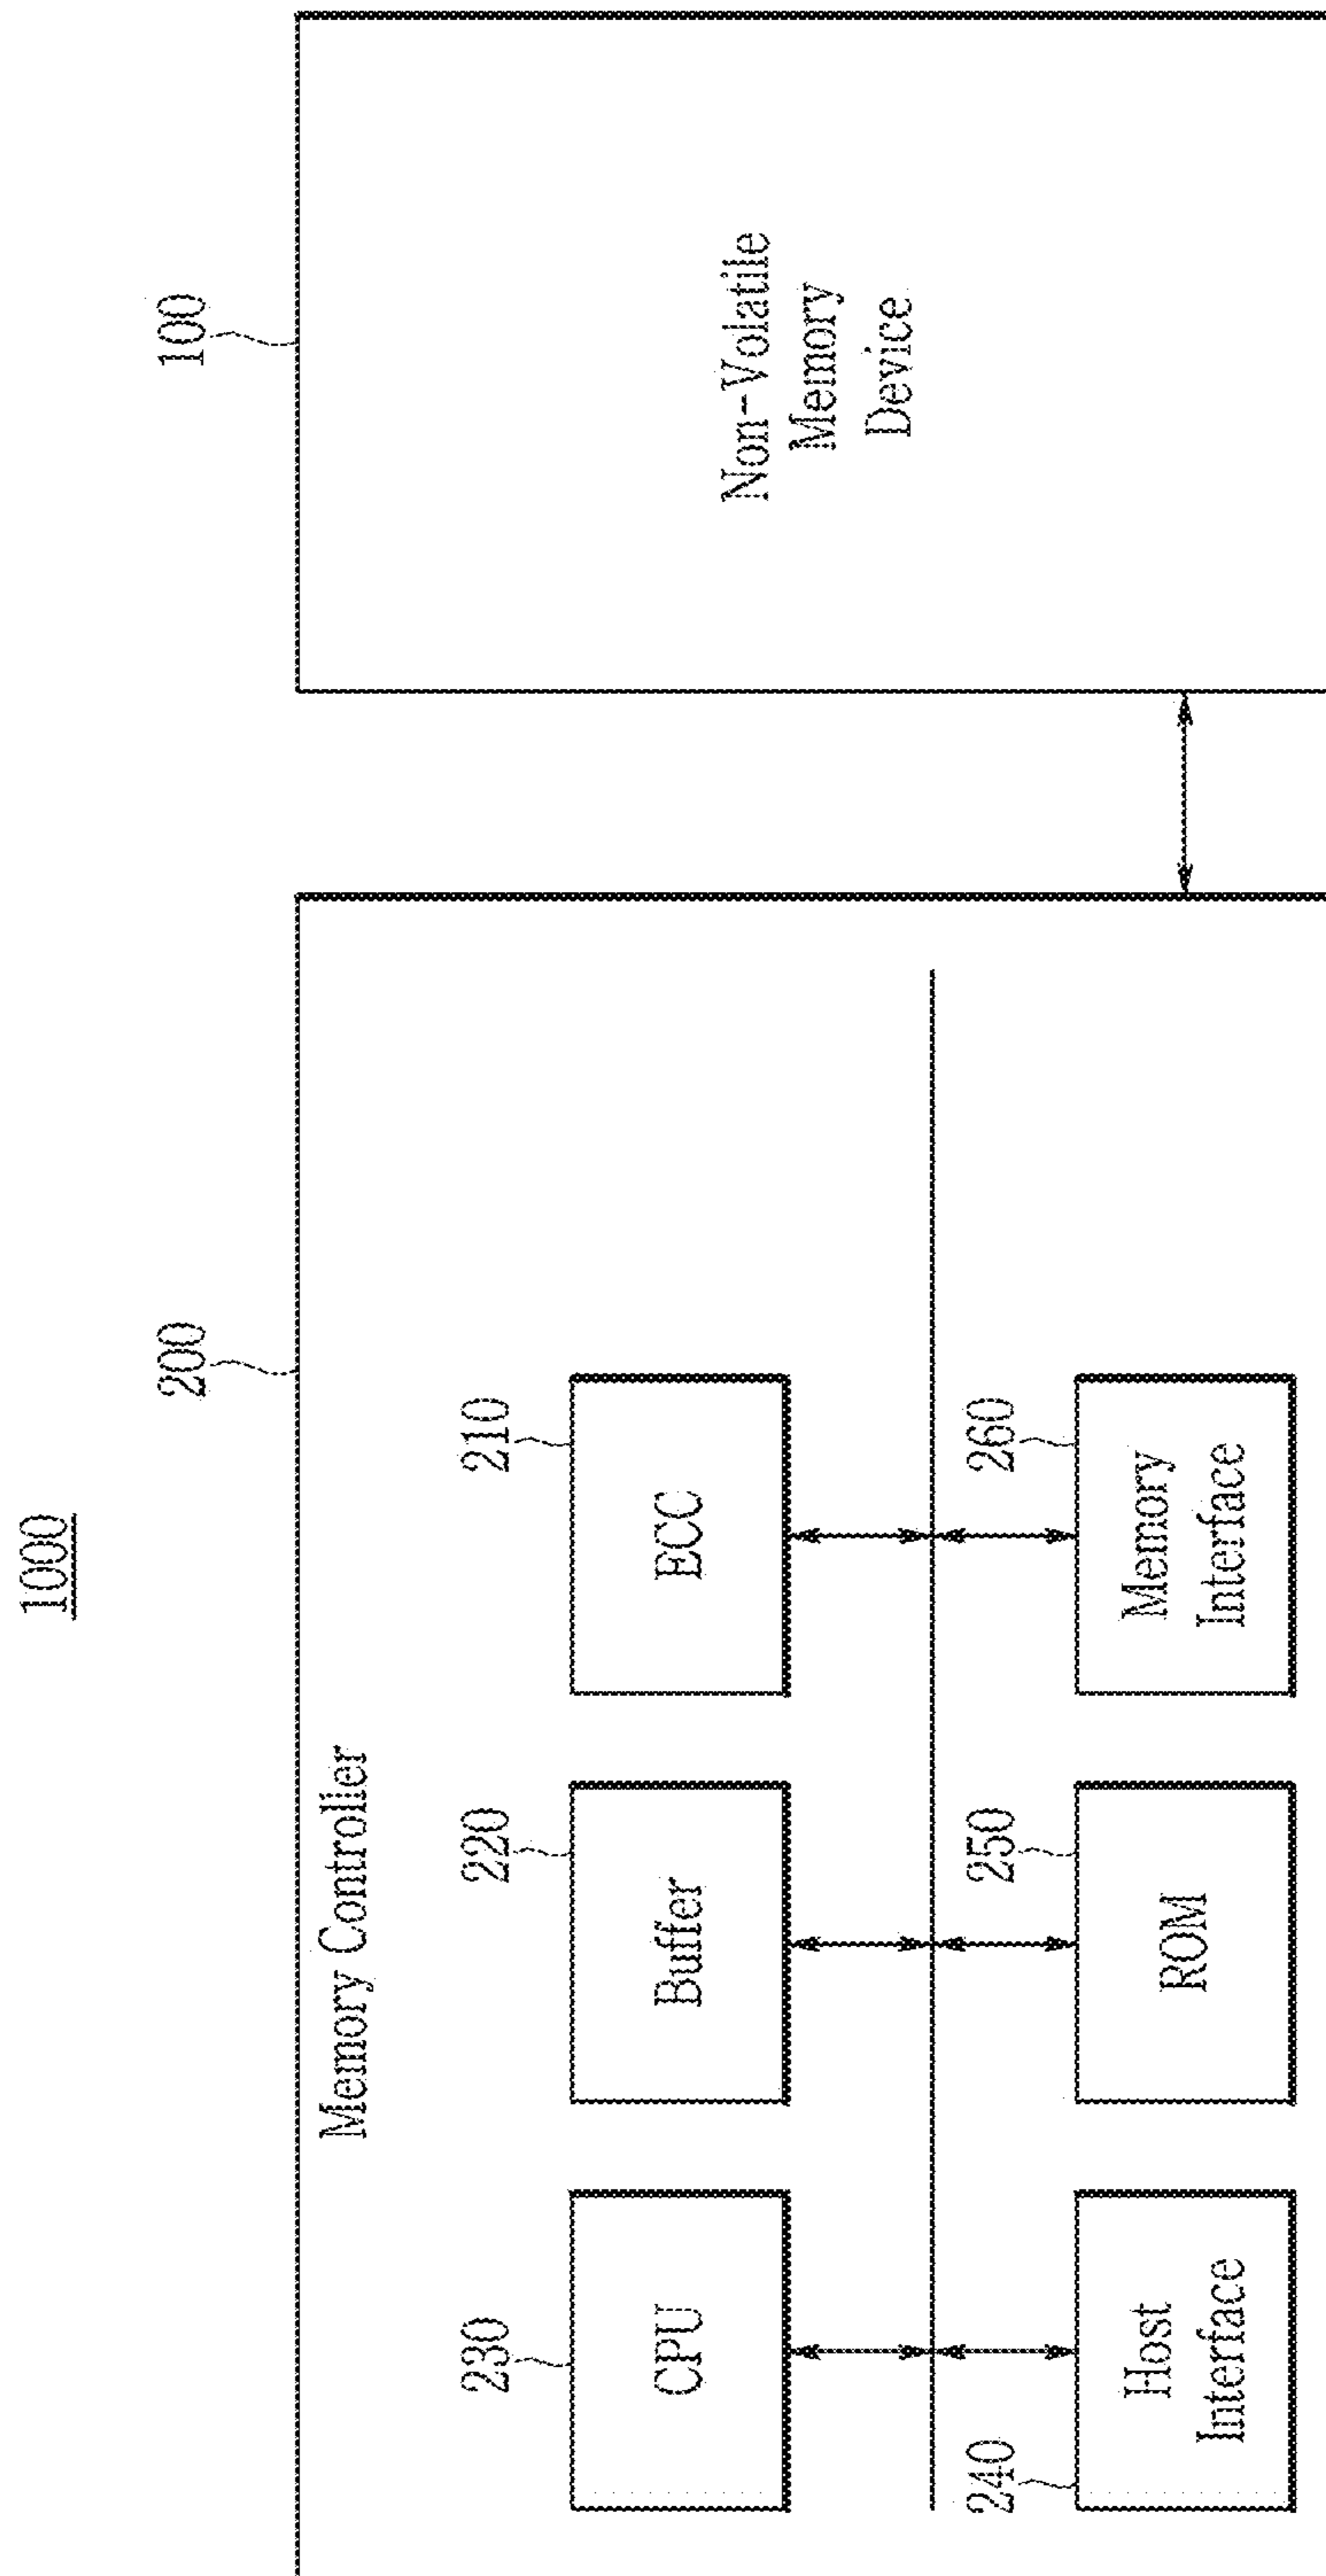 1000
200
100
Memory Controller
230
220
210
CPU
Buffer
ECC
Non-Volatile
Memory
Device
240
250
260
Host
Interface
ROM
Memory
Interface